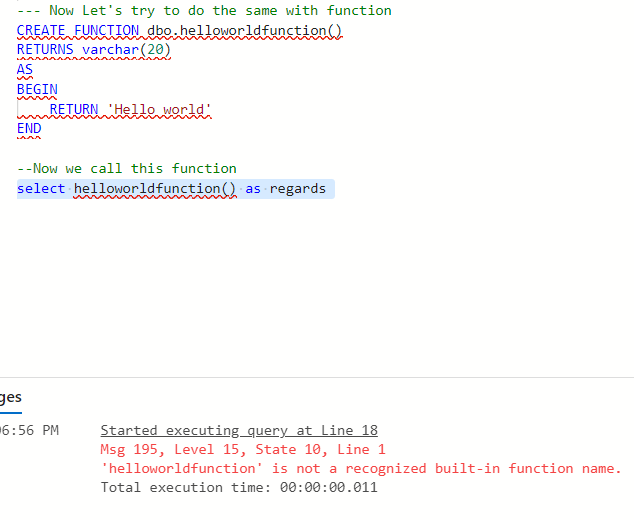 --- Now Let's try to do the same with function
CREATE FUNCTION dbo.helloworldfunction()
RETURNS varchar(20)
AS
BEGIN
RETURN 'Hello world'
END
--Now we call this function
select helloworldfunction() as regards
ges
6:56 PM Started executing query at Line 18
Msg 195, Level 15, State 10, Line 1
'helloworldfunction' is not a recognized built-in function name.
Total execution time: 00:00:00.011